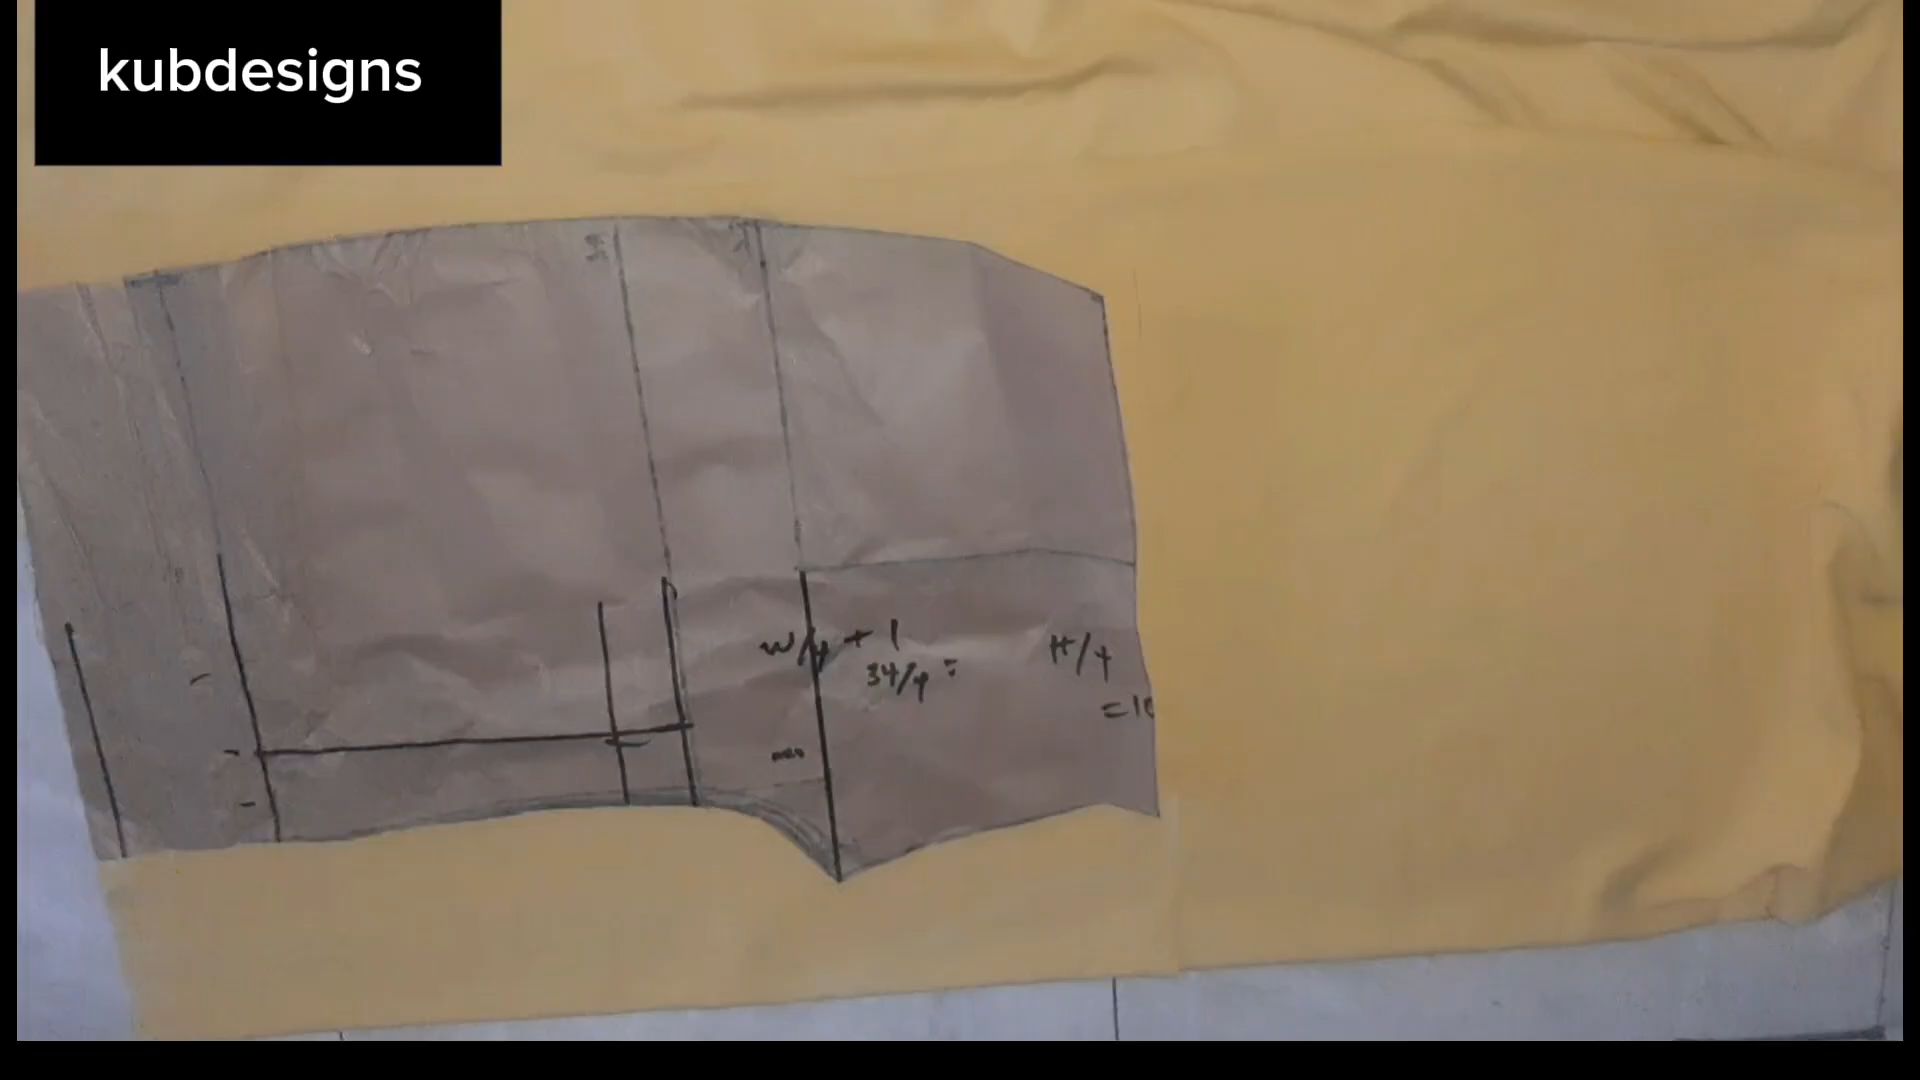 kubdesigns
W/4 + 1
34/4 =
H/4
= 10